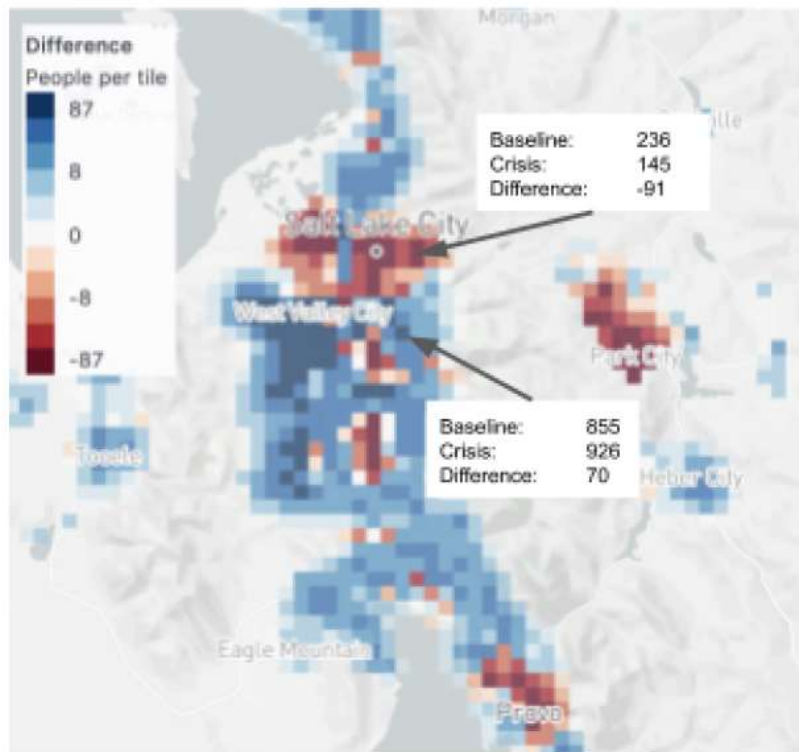 Morgan
Difference
People per tile
87
8
0
-8
-87
Baseline: 236
Crisis: 145
Difference: -91
Salt Lake City
West Valley City
Park City
Baseline: 855
Crisis: 926
Difference: 70
Tooele
Heber City
Eagle Mountain
Provo